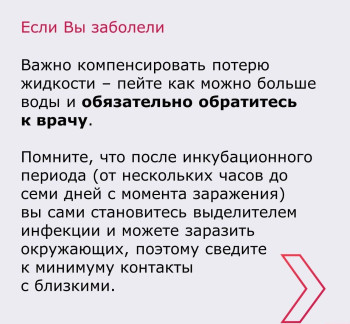 Если Вы заболели
Важно компенсировать потерю
жидкости – пейте как можно больше
воды и обязательно обратитесь
к врачу.
Помните, что после инкубационного
периода (от нескольких часов до
семи дней с момента заражения)
вы сами становитесь выделителем
инфекции и можете заразить
окружающих, поэтому сведите
к минимуму контакты
с близкими.